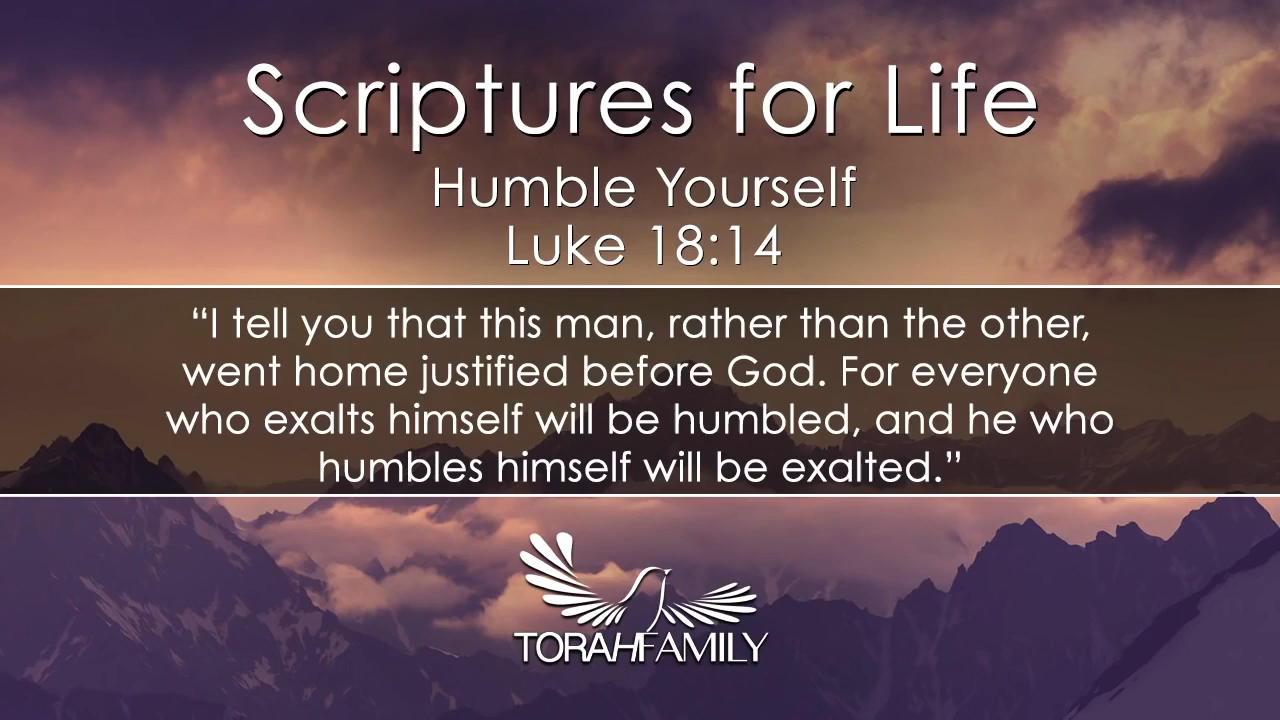 Scriptures for Life
Humble Yourself
Luke 18:14
“I tell you that this man, rather than the other,
went home justified before God. For everyone
who exalts himself will be humbled, and he who
humbles himself will be exalted.”
TORAHFAMILY